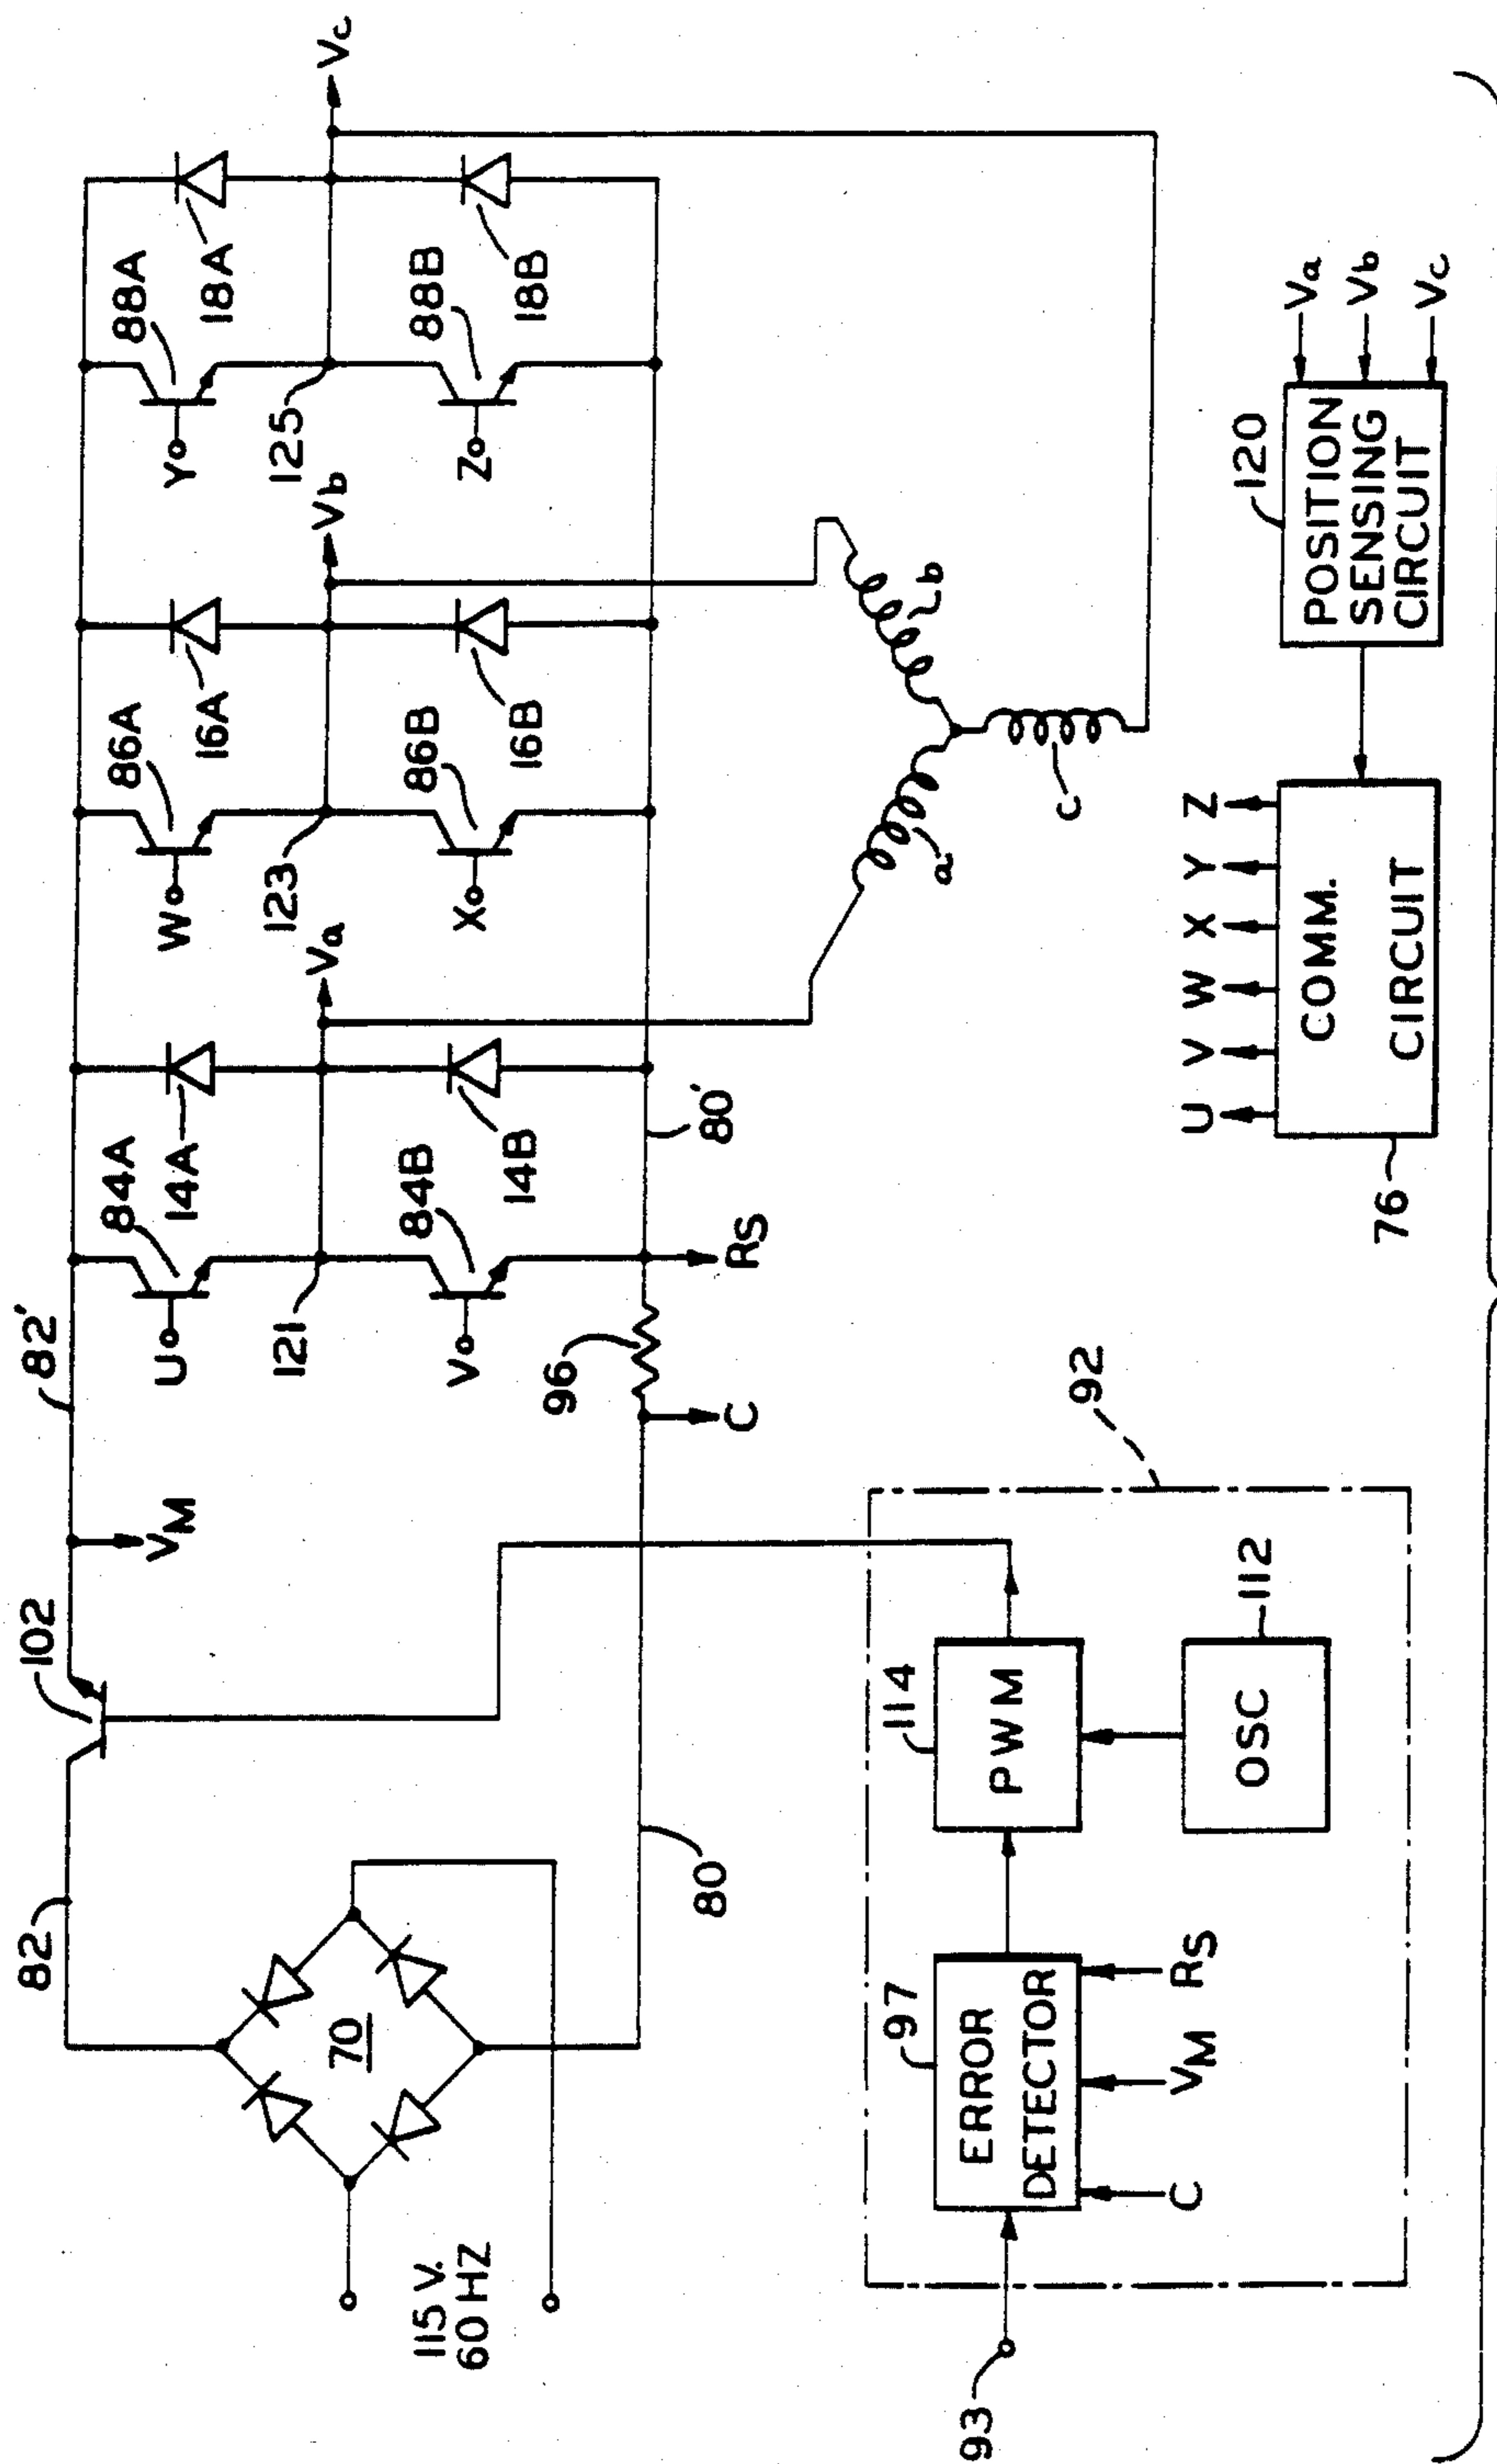 82
102
VM
82'
84A
14A
U
121
Va
84B
14B
V
96
C
RS
80'
86A
16A
W
123
Vb
86B
16B
X
88A
18A
Y
125
Vc
88B
18B
Z
70
115 V.
60 HZ
80
a
b
c
92
93
97
ERROR
DETECTOR
C
VM
RS
114
PWM
112
OSC
76
COMM.
CIRCUIT
U
V
W
X
Y
Z
120
POSITION
SENSING
CIRCUIT
Va
Vb
Vc